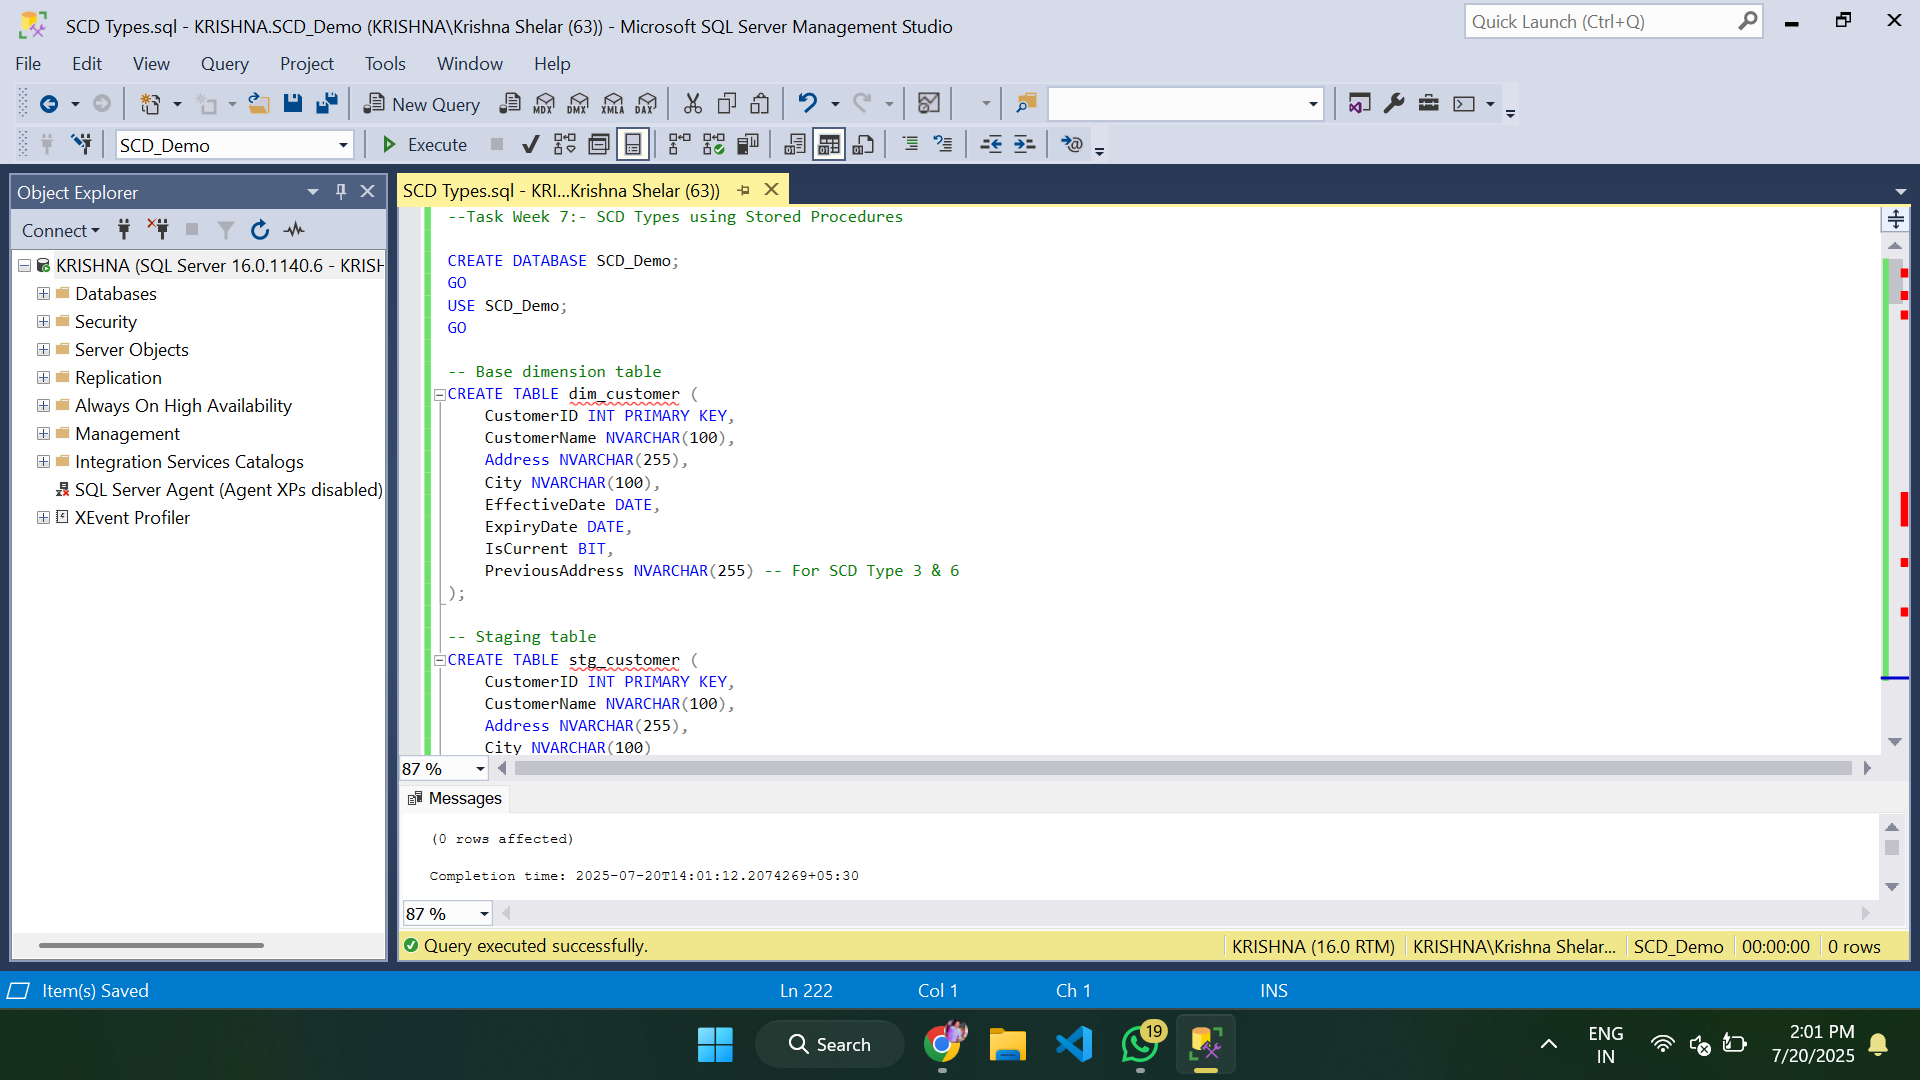 SCD Types.sql - KRISHNA.SCD_Demo (KRISHNA\Krishna Shelar (63)) - Microsoft SQL Server Management Studio
Quick Launch (Ctrl+Q)
File Edit View Query Project Tools Window Help
New Query MDX DMX XMLA DAX
SCD_Demo Execute
Object Explorer
Connect
KRISHNA (SQL Server 16.0.1140.6 - KRISH
Databases
Security
Server Objects
Replication
Always On High Availability
Management
Integration Services Catalogs
SQL Server Agent (Agent XPs disabled)
XEvent Profiler
SCD Types.sql - KRI...Krishna Shelar (63))
--Task Week 7:- SCD Types using Stored Procedures
CREATE DATABASE SCD_Demo;
GO
USE SCD_Demo;
GO
-- Base dimension table
CREATE TABLE dim_customer (
CustomerID INT PRIMARY KEY,
CustomerName NVARCHAR(100),
Address NVARCHAR(255),
City NVARCHAR(100),
EffectiveDate DATE,
ExpiryDate DATE,
IsCurrent BIT,
PreviousAddress NVARCHAR(255) -- For SCD Type 3 & 6
);
-- Staging table
CREATE TABLE stg_customer (
CustomerID INT PRIMARY KEY,
CustomerName NVARCHAR(100),
Address NVARCHAR(255),
City NVARCHAR(100)
87 %
Messages
(0 rows affected)
Completion time: 2025-07-20T14:01:12.2074269+05:30
87 %
Query executed successfully. KRISHNA (16.0 RTM) KRISHNA\Krishna Shelar... SCD_Demo 00:00:00 0 rows
Item(s) Saved Ln 222 Col 1 Ch 1 INS
Search
19
ENG
IN
2:01 PM
7/20/2025